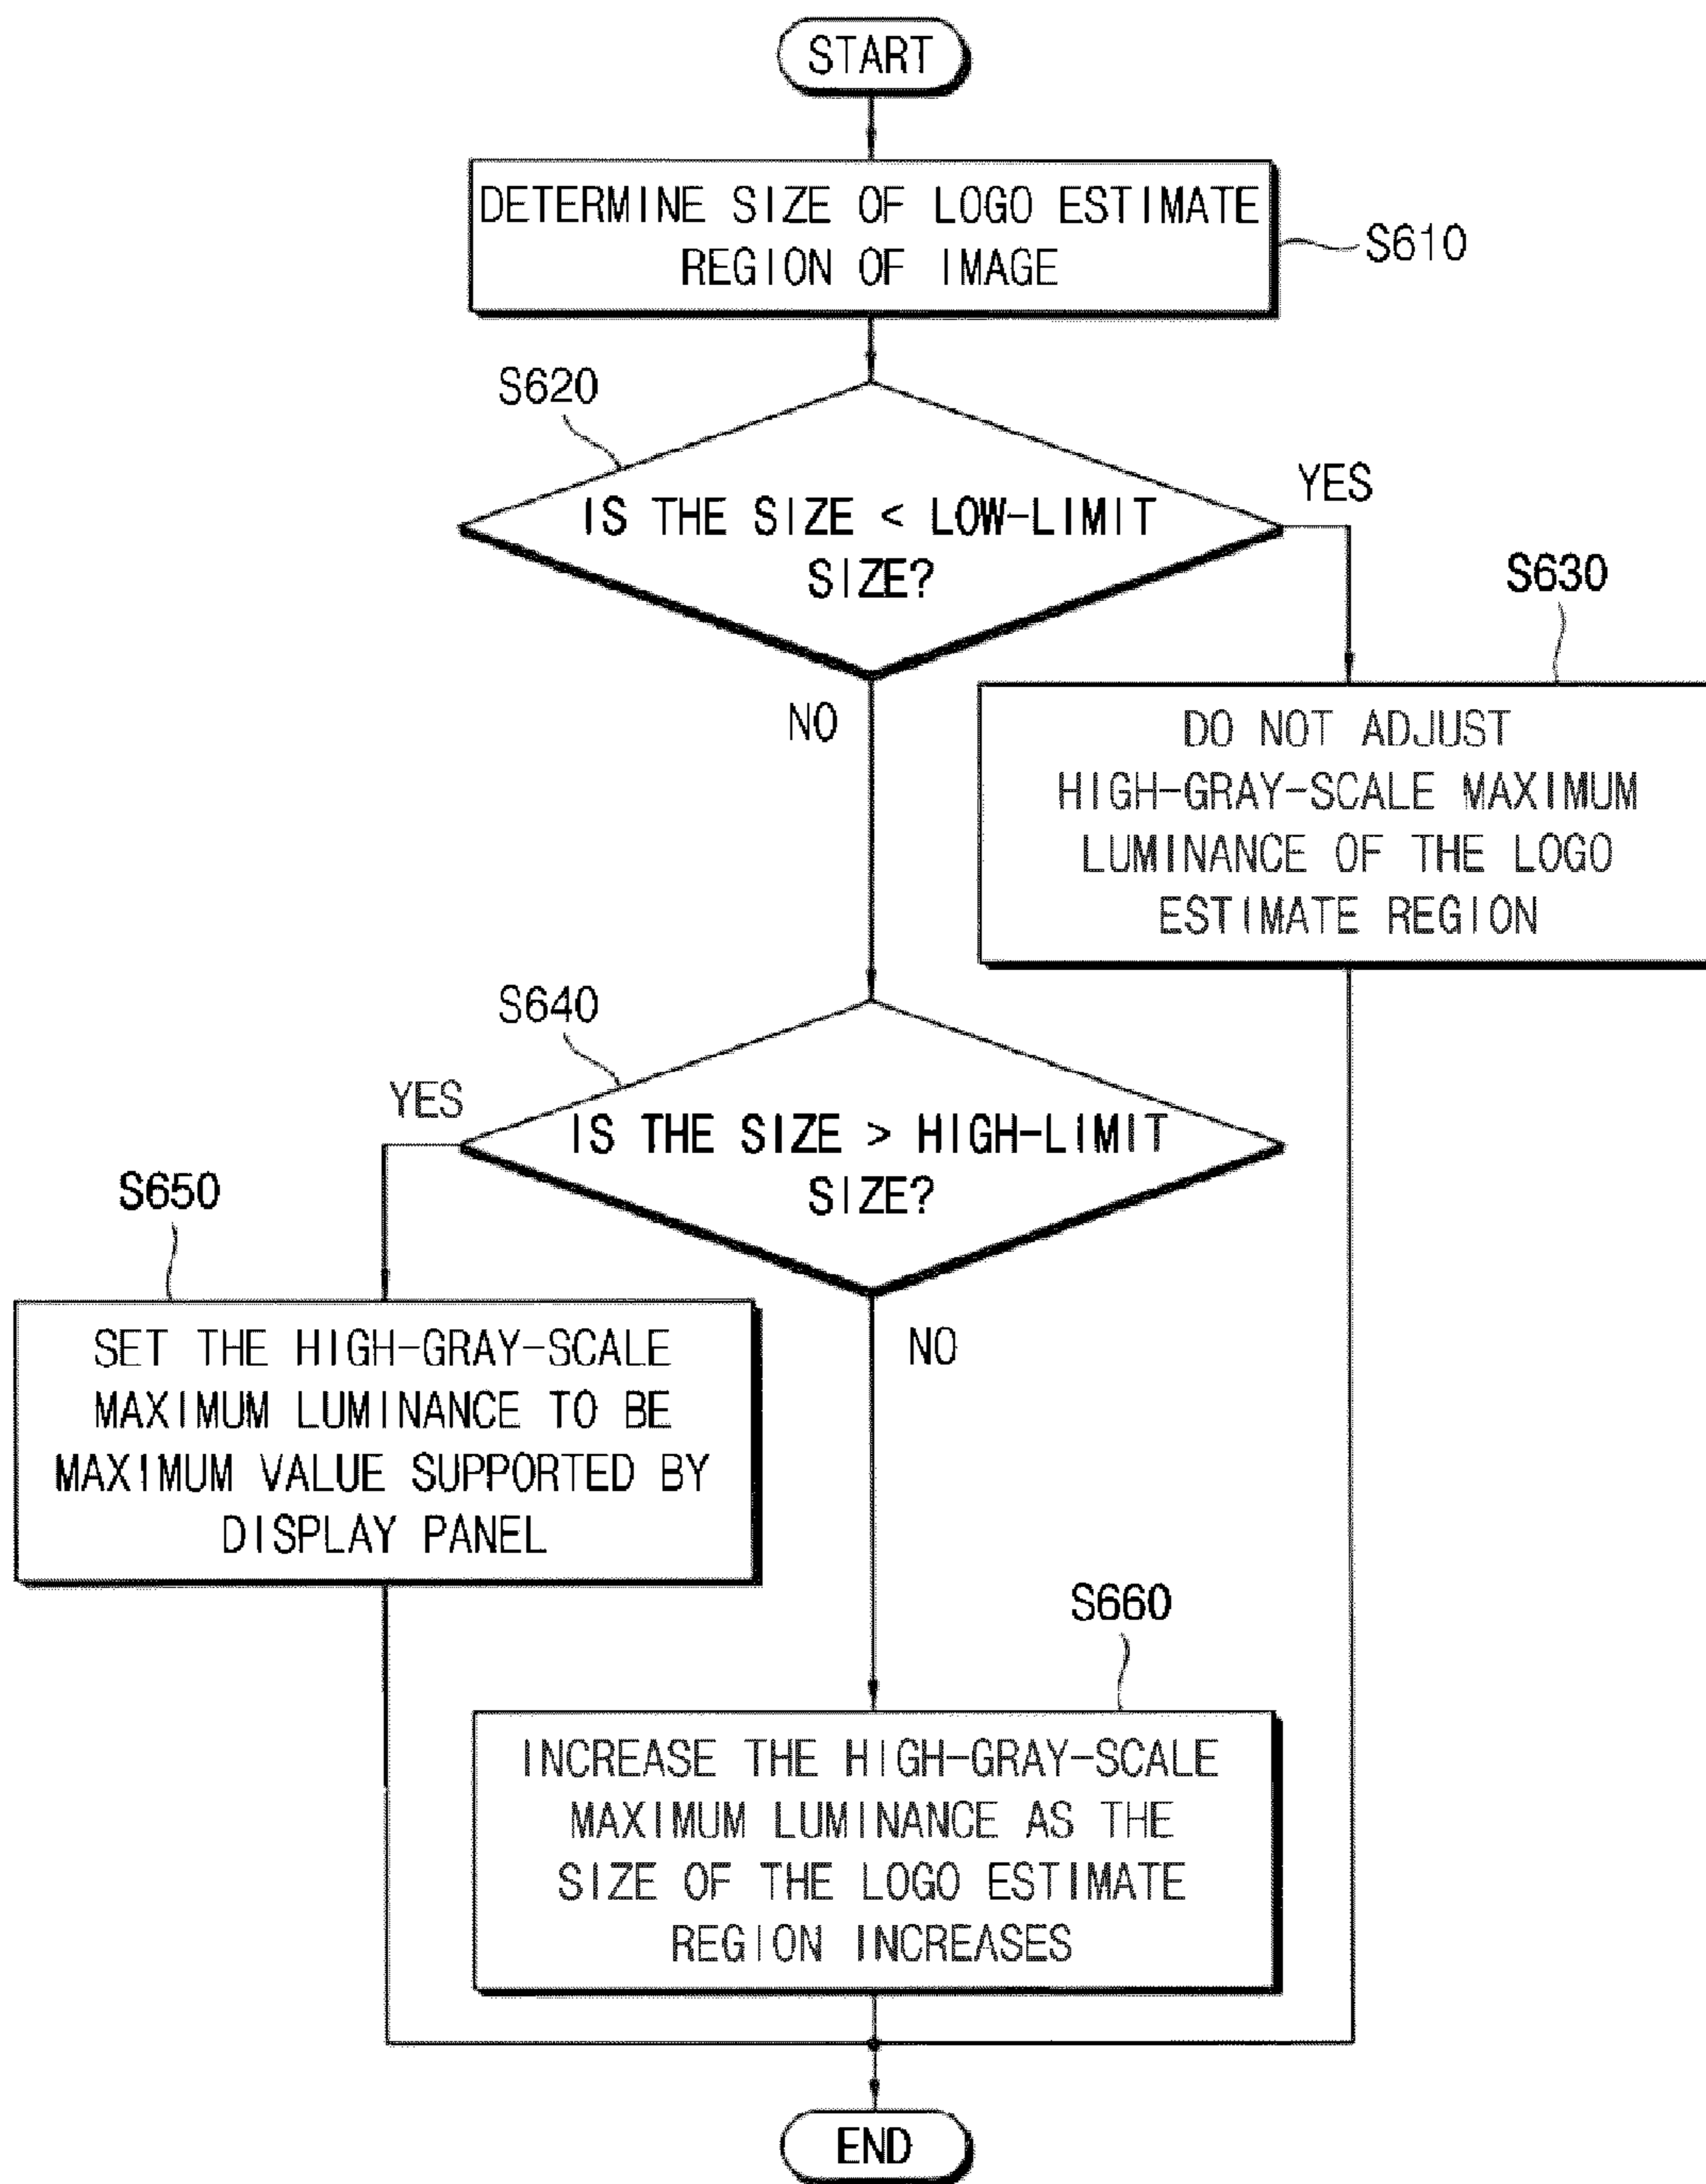 START
DETERMINE SIZE OF LOGO ESTIMATE
REGION OF IMAGE
S610
S620
IS THE SIZE < LOW-LIMIT
SIZE?
YES
NO
S630
DO NOT ADJUST
HIGH-GRAY-SCALE MAXIMUM
LUMINANCE OF THE LOGO
ESTIMATE REGION
S640
IS THE SIZE > HIGH-LIMIT
SIZE?
YES
NO
S650
SET THE HIGH-GRAY-SCALE
MAXIMUM LUMINANCE TO BE
MAXIMUM VALUE SUPPORTED BY
DISPLAY PANEL
S660
INCREASE THE HIGH-GRAY-SCALE
MAXIMUM LUMINANCE AS THE
SIZE OF THE LOGO ESTIMATE
REGION INCREASES
END